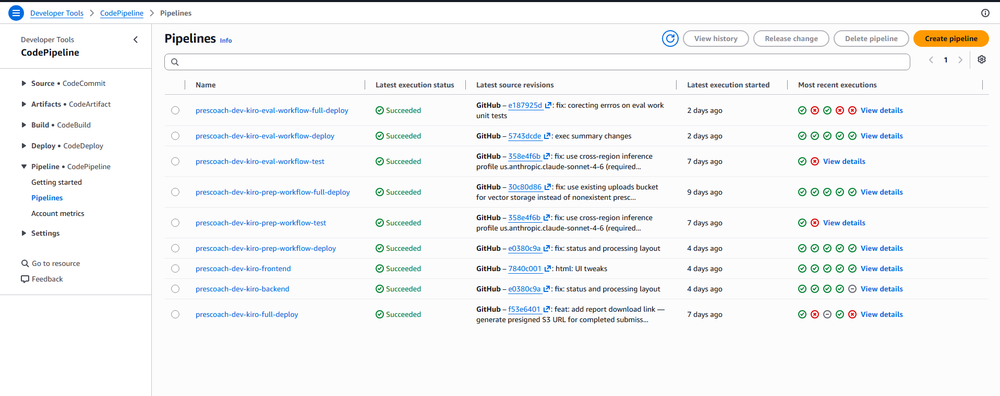 Developer Tools > CodePipeline > Pipelines
Developer Tools
CodePipeline
Source • CodeCommit
Artifacts • CodeArtifact
Build • CodeBuild
Deploy • CodeDeploy
Pipeline • CodePipeline
Getting started
Pipelines
Account metrics
Settings
Go to resource
Feedback
Pipelines Info
View history
Release change
Delete pipeline
Create pipeline
1
Name Latest execution status Latest source revisions Latest execution started Most recent executions
prescoach-dev-kiro-eval-workflow-full-deploy Succeeded GitHub – e187925d : fix: corecting errros on eval work 2 days ago View details
unit tests
prescoach-dev-kiro-eval-workflow-deploy Succeeded GitHub – 5743dcde : exec summary changes 2 days ago View details
prescoach-dev-kiro-eval-workflow-test Succeeded GitHub – 358e4f6b : fix: use cross-region inference 7 days ago View details
profile us.anthropic.claude-sonnet-4-6 (required...
prescoach-dev-kiro-prep-workflow-full-deploy Succeeded GitHub – 30c80d86 : fix: use existing uploads bucket 9 days ago View details
for vector storage instead of nonexistent presc...
prescoach-dev-kiro-prep-workflow-test Succeeded GitHub – 358e4f6b : fix: use cross-region inference 7 days ago View details
profile us.anthropic.claude-sonnet-4-6 (required...
prescoach-dev-kiro-prep-workflow-deploy Succeeded GitHub – e0380c9a : fix: status and processing layout 4 days ago View details
prescoach-dev-kiro-frontend Succeeded GitHub – 7840c001 : html: UI tweaks 4 days ago View details
prescoach-dev-kiro-backend Succeeded GitHub – e0380c9a : fix: status and processing layout 4 days ago View details
prescoach-dev-kiro-full-deploy Succeeded GitHub – f53e6401 : feat: add report download link — 7 days ago View details
generate presigned S3 URL for completed submiss...